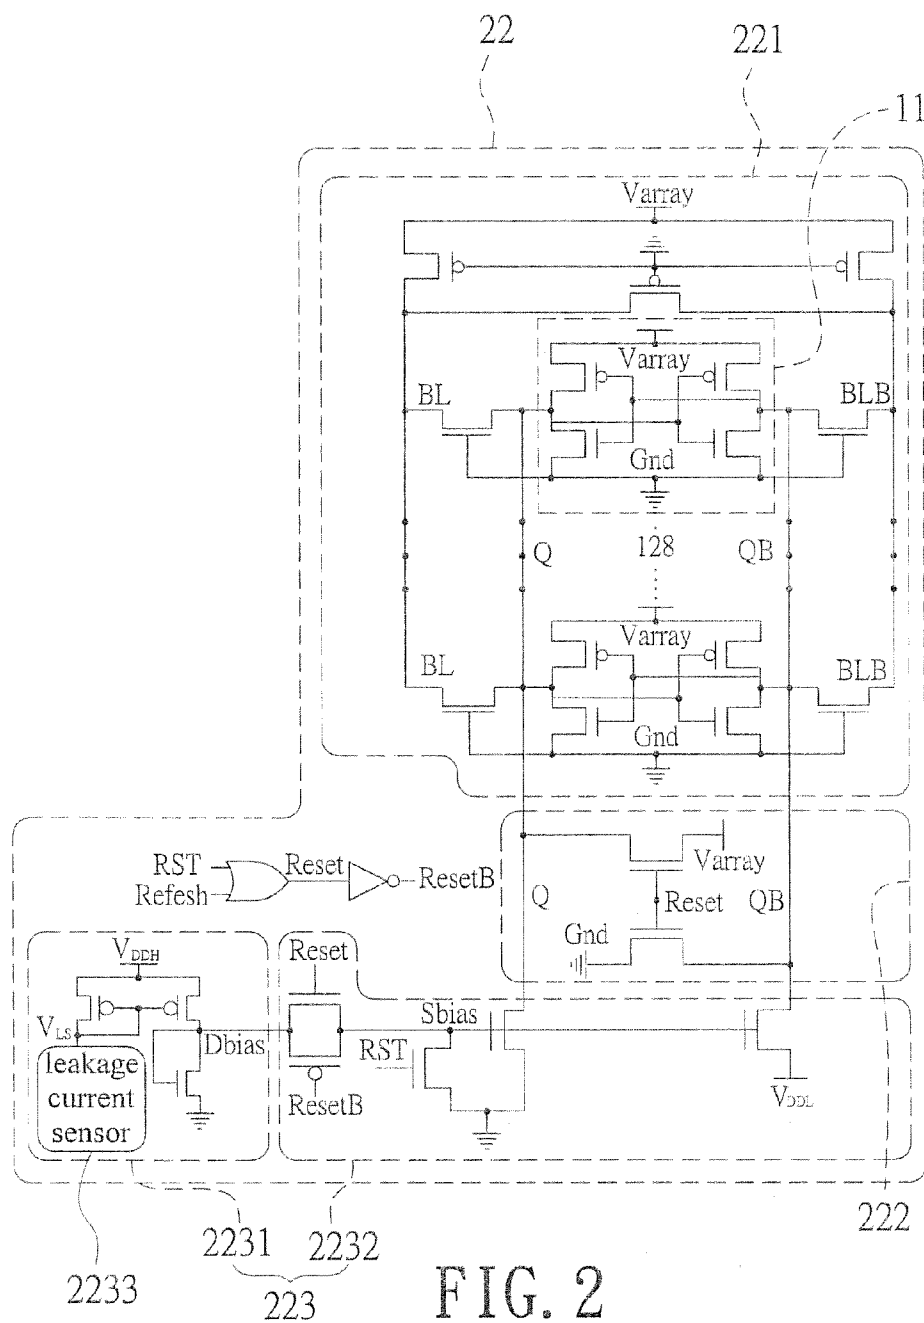 22
221
11
Varray
Varray
BL
BLB
Gnd
Q
128
QB
Varray
BL
BLB
Gnd
RST
Reset
Refesh
ResetB
Varray
Q
Reset
QB
Gnd
VDDH
Reset
VLS
Dbias
Sbias
RST
leakage
current
sensor
ResetB
VDDL
2231
2232
222
2233
223
FIG. 2